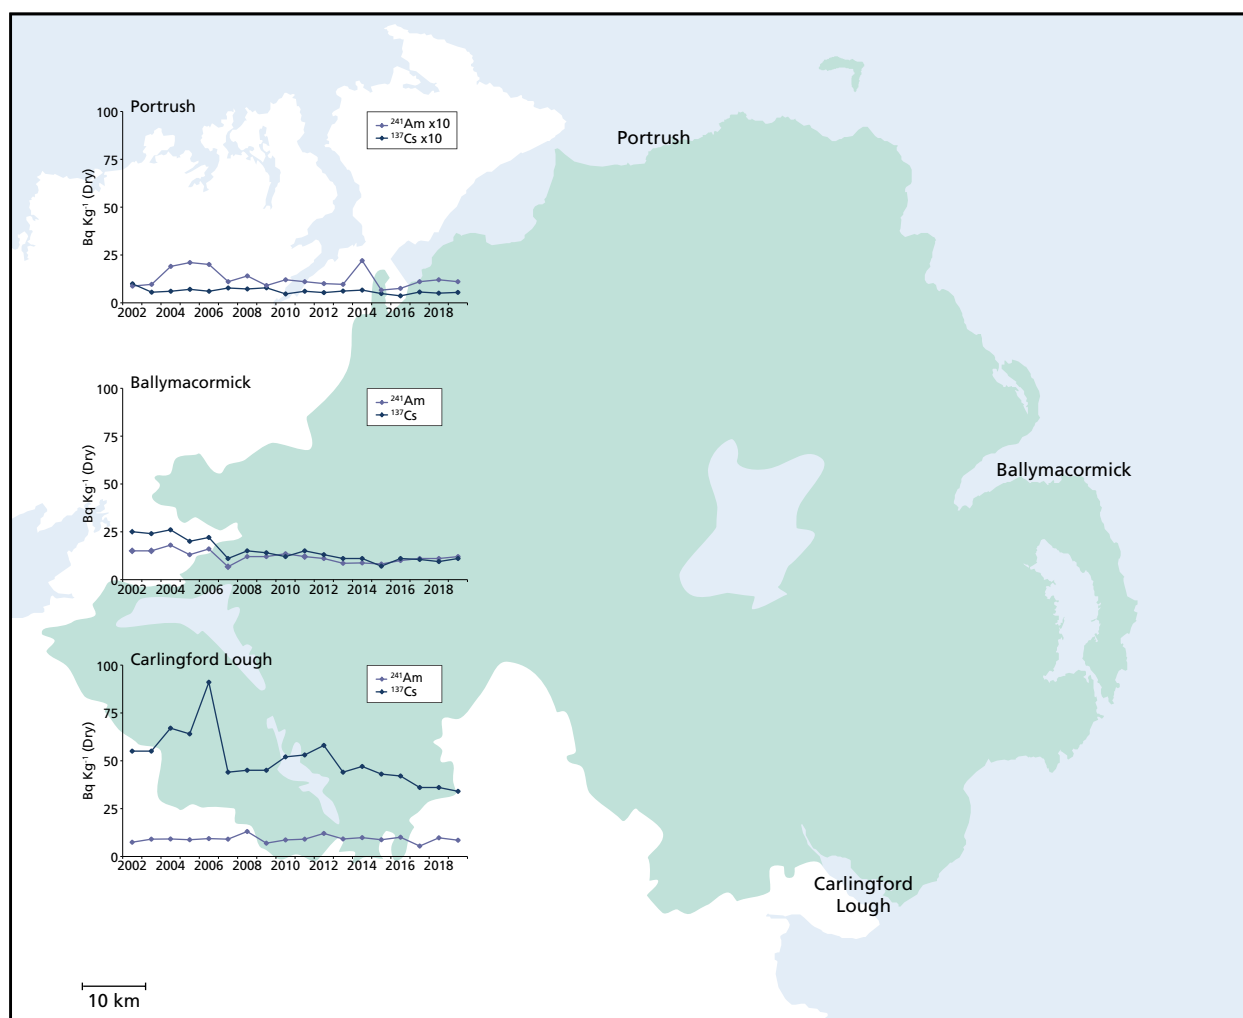 Portrush
100
75
50
25
0
Bq Kg⁻¹ (Dry)
²⁴¹Am x10
¹³⁷Cs x10
2002 2004 2006 2008 2010 2012 2014 2016 2018
Portrush
Ballymacormick
100
75
50
25
0
Bq Kg⁻¹ (Dry)
²⁴¹Am
¹³⁷Cs
2002 2004 2006 2008 2010 2012 2014 2016 2018
Ballymacormick
Carlingford Lough
100
75
50
25
0
Bq Kg⁻¹ (Dry)
²⁴¹Am
¹³⁷Cs
2002 2004 2006 2008 2010 2012 2014 2016 2018
Carlingford
Lough
10 km